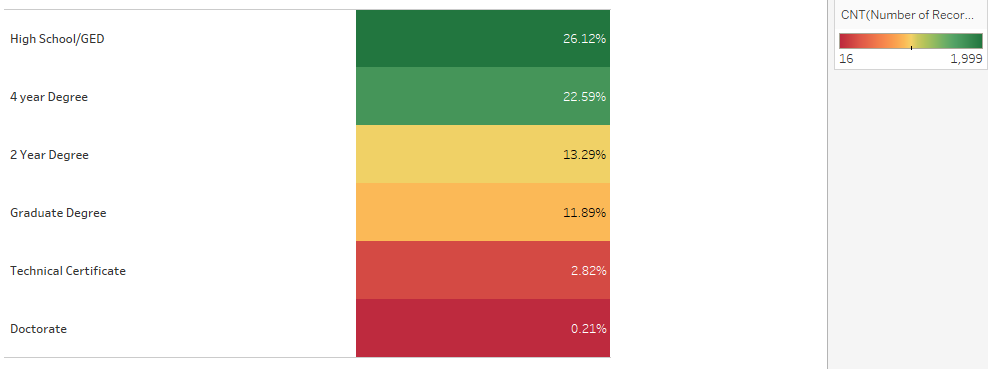 High School/GED 26.12%
4 year Degree 22.59%
2 Year Degree 13.29%
Graduate Degree 11.89%
Technical Certificate 2.82%
Doctorate 0.21%
CNT(Number of Recor...
16 1,999